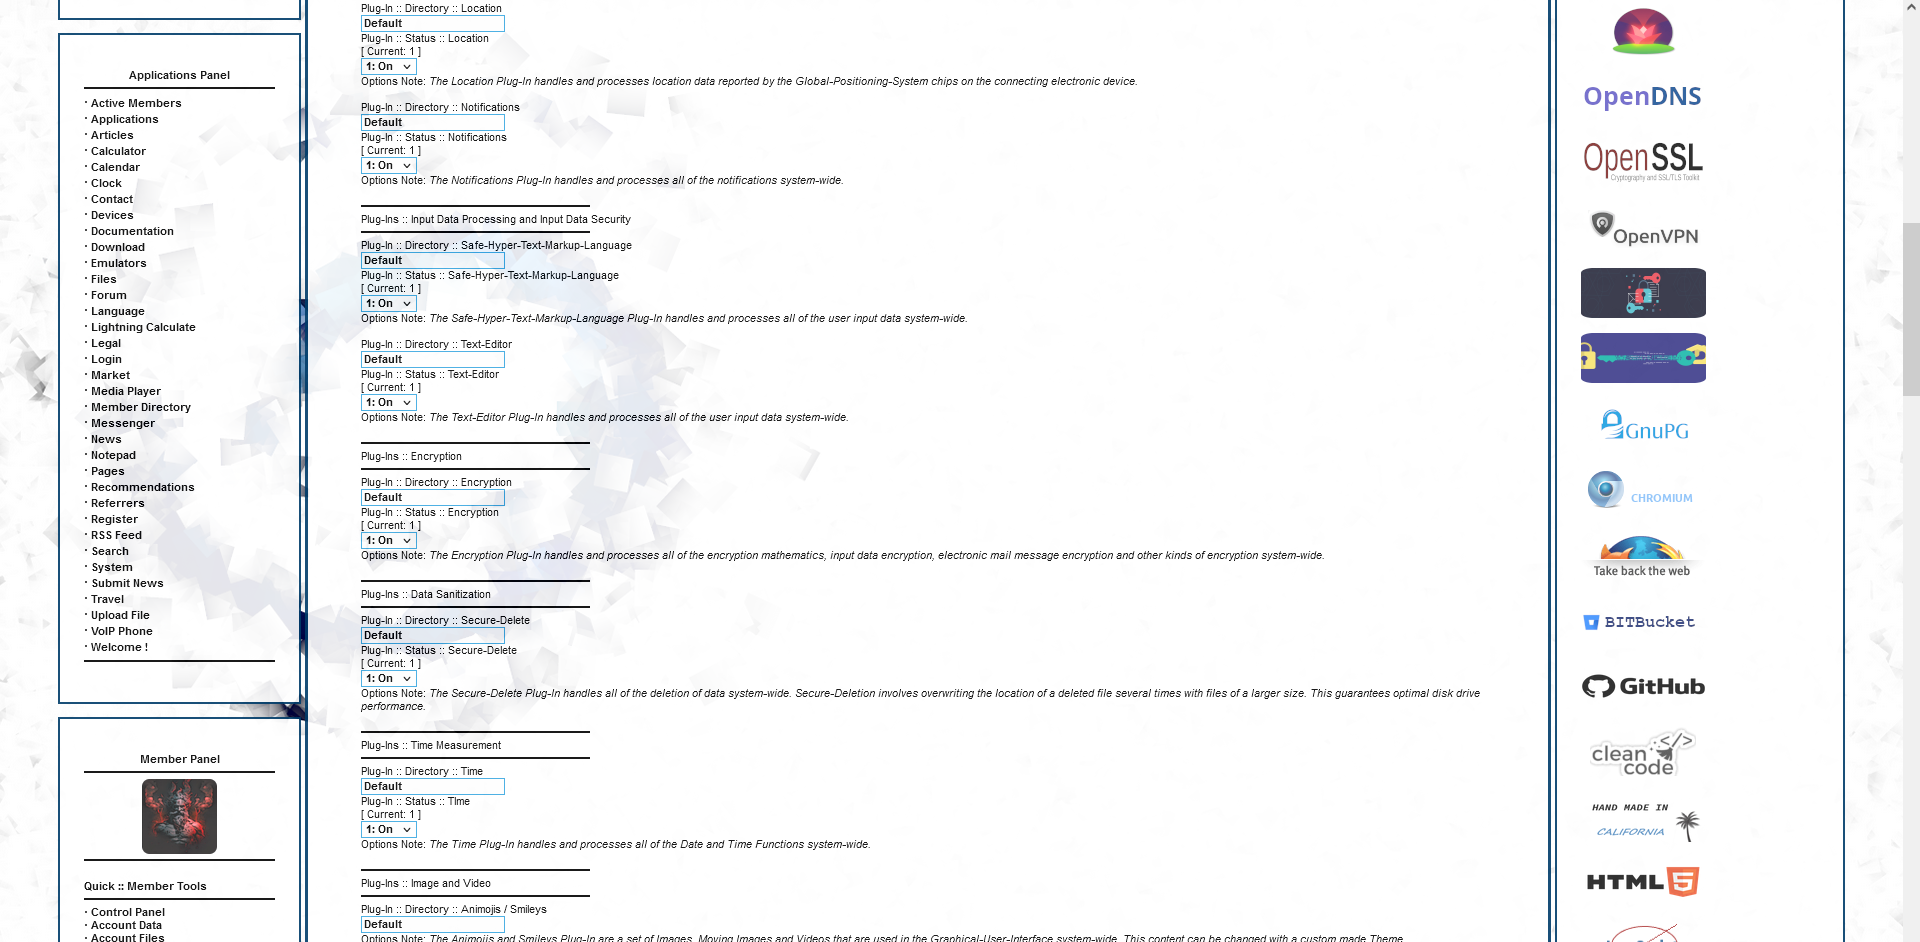 Applications Panel
· Active Members
· Applications
· Articles
· Calculator
· Calendar
· Clock
· Contact
· Devices
· Documentation
· Download
· Emulators
· Files
· Forum
· Language
· Lightning Calculate
· Legal
· Login
· Market
· Media Player
· Member Directory
· Messenger
· News
· Notepad
· Pages
· Recommendations
· Referrers
· Register
· RSS Feed
· Search
· System
· Submit News
· Travel
· Upload File
· VoIP Phone
· Welcome !
Member Panel
Quick :: Member Tools
· Control Panel
· Account Data
· Account Files
Plug-In :: Directory :: Location
Default
Plug-In :: Status :: Location
[ Current: 1 ]
1: On
Options Note: The Location Plug-In handles and processes location data reported by the Global-Positioning-System chips on the connecting electronic device.
Plug-In :: Directory :: Notifications
Default
Plug-In :: Status :: Notifications
[ Current: 1 ]
1: On
Options Note: The Notifications Plug-In handles and processes all of the notifications system-wide.
Plug-Ins :: Input Data Processing and Input Data Security
Plug-In :: Directory :: Safe-Hyper-Text-Markup-Language
Default
Plug-In :: Status :: Safe-Hyper-Text-Markup-Language
[ Current: 1 ]
1: On
Options Note: The Safe-Hyper-Text-Markup-Language Plug-In handles and processes all of the user input data system-wide.
Plug-In :: Directory :: Text-Editor
Default
Plug-In :: Status :: Text-Editor
[ Current: 1 ]
1: On
Options Note: The Text-Editor Plug-In handles and processes all of the user input data system-wide.
Plug-Ins :: Encryption
Plug-In :: Directory :: Encryption
Default
Plug-In :: Status :: Encryption
[ Current: 1 ]
1: On
Options Note: The Encryption Plug-In handles and processes all of the encryption mathematics, input data encryption, electronic mail message encryption and other kinds of encryption system-wide.
Plug-Ins :: Data Sanitization
Plug-In :: Directory :: Secure-Delete
Default
Plug-In :: Status :: Secure-Delete
[ Current: 1 ]
1: On
Options Note: The Secure-Delete Plug-In handles all of the deletion of data system-wide. Secure-Deletion involves overwriting the location of a deleted file several times with files of a larger size. This guarantees optimal disk drive
performance.
Plug-Ins :: Time Measurement
Plug-In :: Directory :: Time
Default
Plug-In :: Status :: TIme
[ Current: 1 ]
1: On
Options Note: The Time Plug-In handles and processes all of the Date and Time Functions system-wide.
Plug-Ins :: Image and Video
Plug-In :: Directory :: Animojis / Smileys
Default
Options Note: The Animojis and Smileys Plug-In are a set of Images, Moving Images and Videos that are used in the Graphical-User-Interface system-wide. This content can be changed with a custom made Theme.
OpenDNS
OpenSSL
Cryptography and SSL/TLS Toolkit
OpenVPN
GnuPG
CHROMIUM
Take back the web
BITBucket
GitHub
clean </>
code
HAND MADE IN
CALIFORNIA
HTML 5